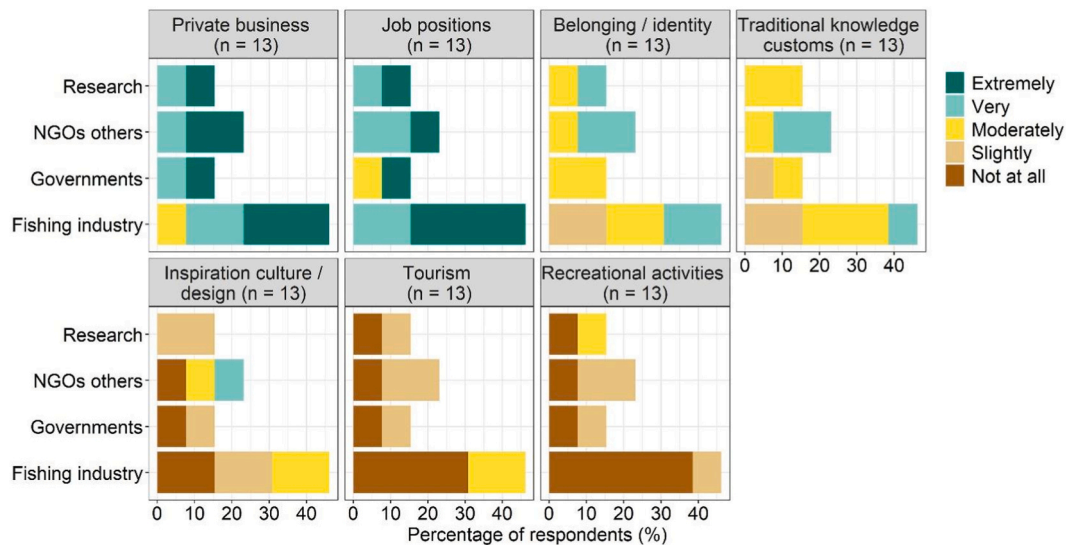 Private business
(n = 13)
Job positions
(n = 13)
Belonging / identity
(n = 13)
Traditional knowledge
customs (n = 13)
Research
NGOs others
Governments
Fishing industry
Extremely
Very
Moderately
Slightly
Not at all
0 10 20 30 40
Inspiration culture /
design (n = 13)
Tourism
(n = 13)
Recreational activities
(n = 13)
Research
NGOs others
Governments
Fishing industry
0 10 20 30 40 0 10 20 30 40 0 10 20 30 40
Percentage of respondents (%)